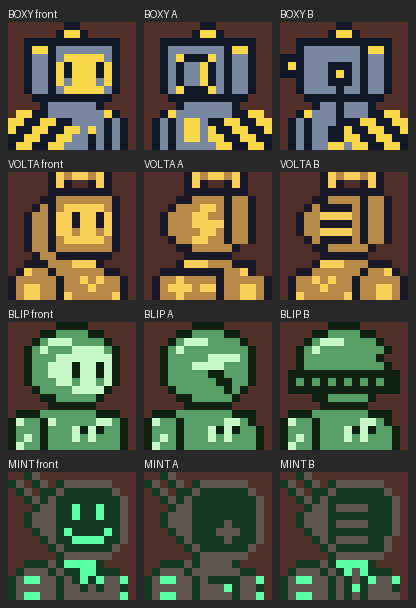 BOXY front
BOXY A
BOXY B
VOLTA front
VOLTA A
VOLTA B
BLIP front
BLIP A
BLIP B
MINT front
MINT A
MINT B